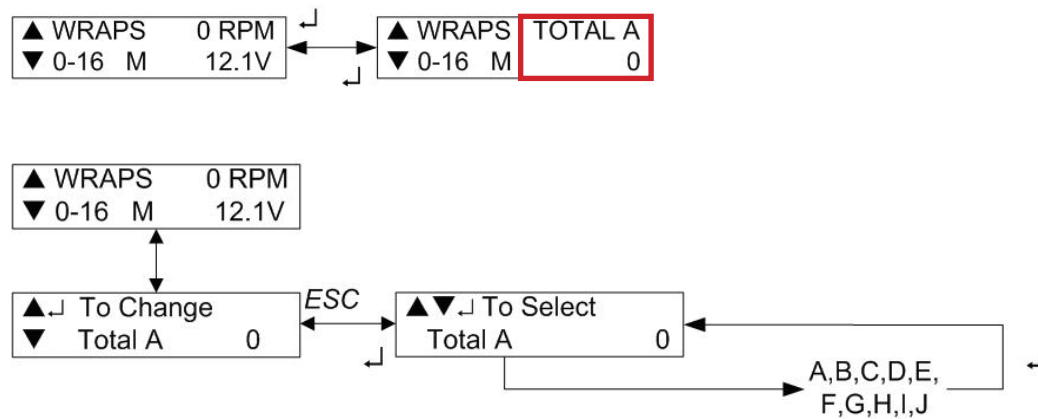 ▲ WRAPS 0 RPM
▼ 0-16 M 12.1V
↵
↵
▲ WRAPS TOTAL A
▼ 0-16 M 0
▲ WRAPS 0 RPM
▼ 0-16 M 12.1V
▲↵ To Change
▼ Total A 0
ESC
↵
▲▼↵ To Select
Total A 0
A,B,C,D,E,
F,G,H,I,J
↵